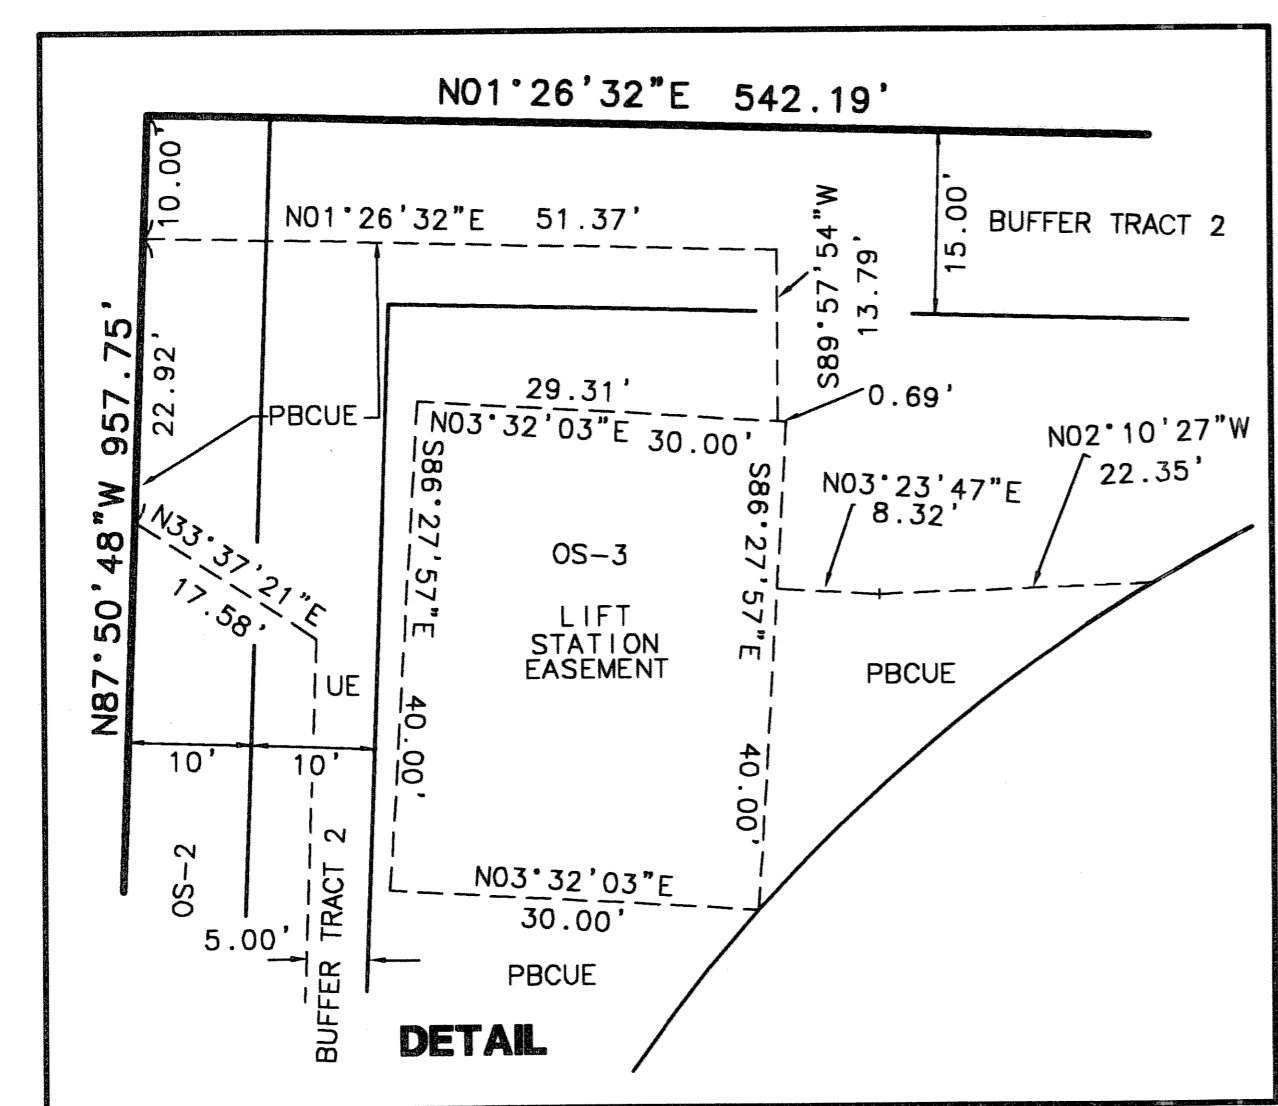 N01°26'32"E 542.19'
10.00'
N01°26'32"E 51.37'
S89°57'54"W
13.79'
15.00'
BUFFER TRACT 2
N87°50'48"W 957.75'
22.92'
PBCUE
29.31'
N03°32'03"E 30.00'
0.69'
N02°10'27"W
22.35'
N03°23'47"E
8.32'
S86°27'57"E 40.00'
S86°27'57"E 40.00'
N33°37'21"E
17.58'
OS-3
LIFT
STATION
EASEMENT
UE
PBCUE
10' 10'
OS-2
5.00'
BUFFER TRACT 2
N03°32'03"E
30.00'
PBCUE
DETAIL